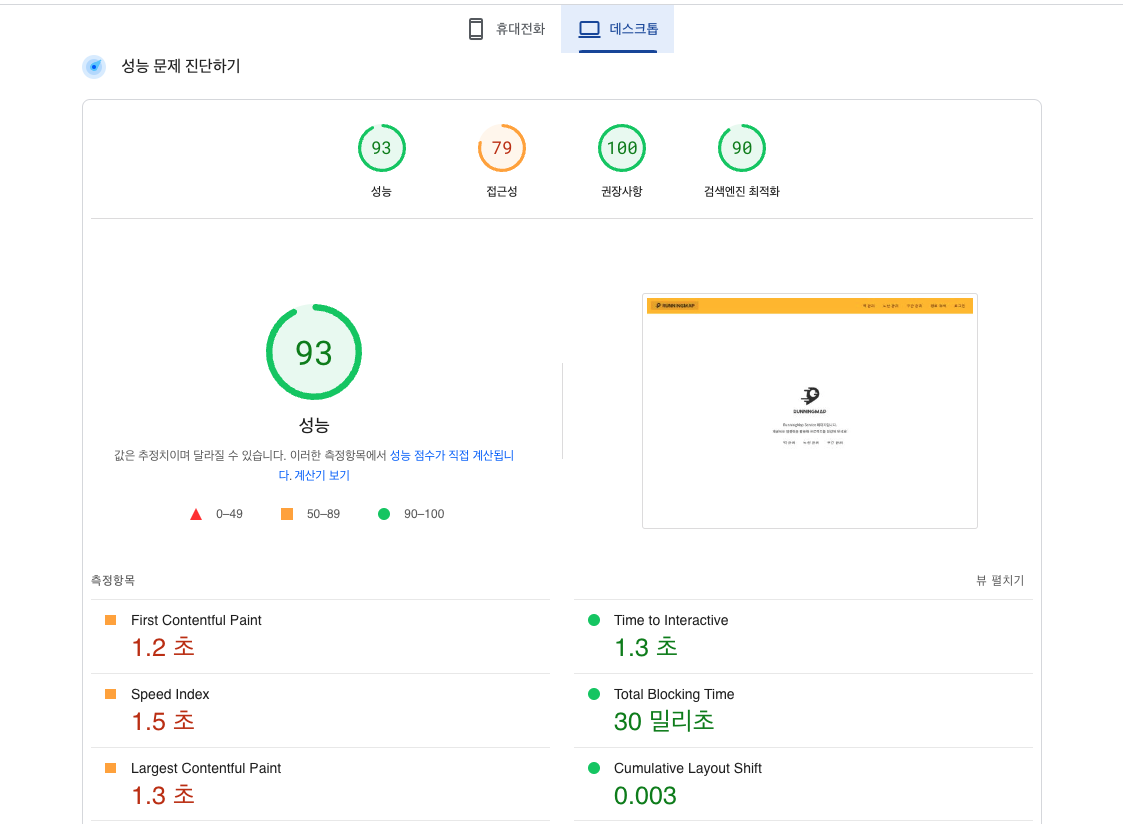 휴대전화
데스크톱
성능 문제 진단하기
93
79
100
90
성능
접근성
권장사항
검색엔진 최적화
93
성능
값은 추정치이며 달라질 수 있습니다. 이러한 측정항목에서 성능 점수가 직접 계산됩니
다. 계산기 보기
0–49
50–89
90–100
RUNNINGMAP
RUNNINGMAP
측정항목
뷰 펼치기
First Contentful Paint
1.2 초
Time to Interactive
1.3 초
Speed Index
1.5 초
Total Blocking Time
30 밀리초
Largest Contentful Paint
1.3 초
Cumulative Layout Shift
0.003